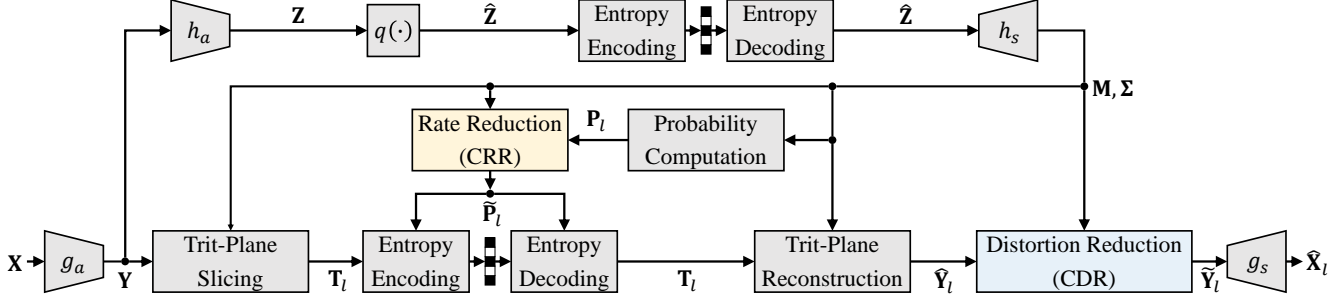 h_a
Z
q(·)
Ẑ
Entropy
Encoding
Entropy
Decoding
Ẑ
h_s
M, Σ
Rate Reduction
(CRR)
P_l
Probability
Computation
P̃_l
X
g_a
Y
Trit-Plane
Slicing
T_l
Entropy
Encoding
Entropy
Decoding
T_l
Trit-Plane
Reconstruction
Ŷ_l
Distortion Reduction
(CDR)
Ỹ_l
g_s
X̂_l